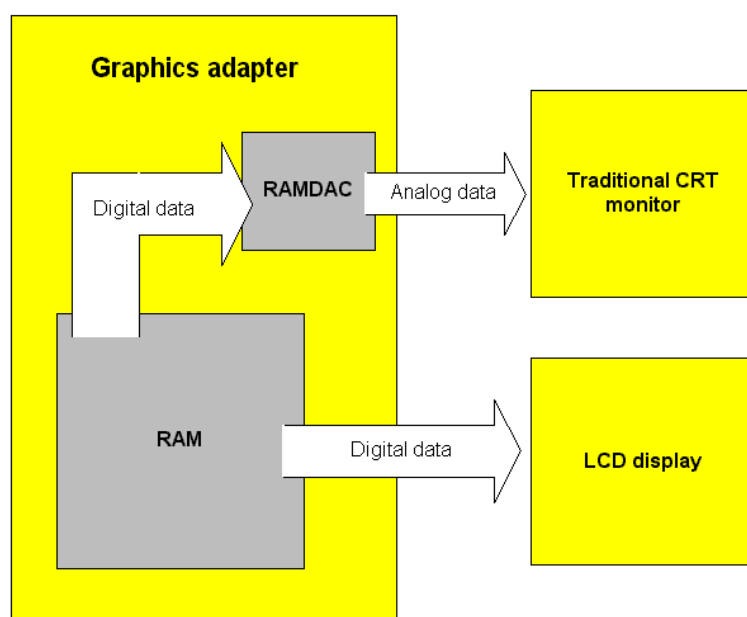 Graphics adapter
RAMDAC
Digital data
Analog data
Traditional CRT
monitor
RAM
Digital data
LCD display